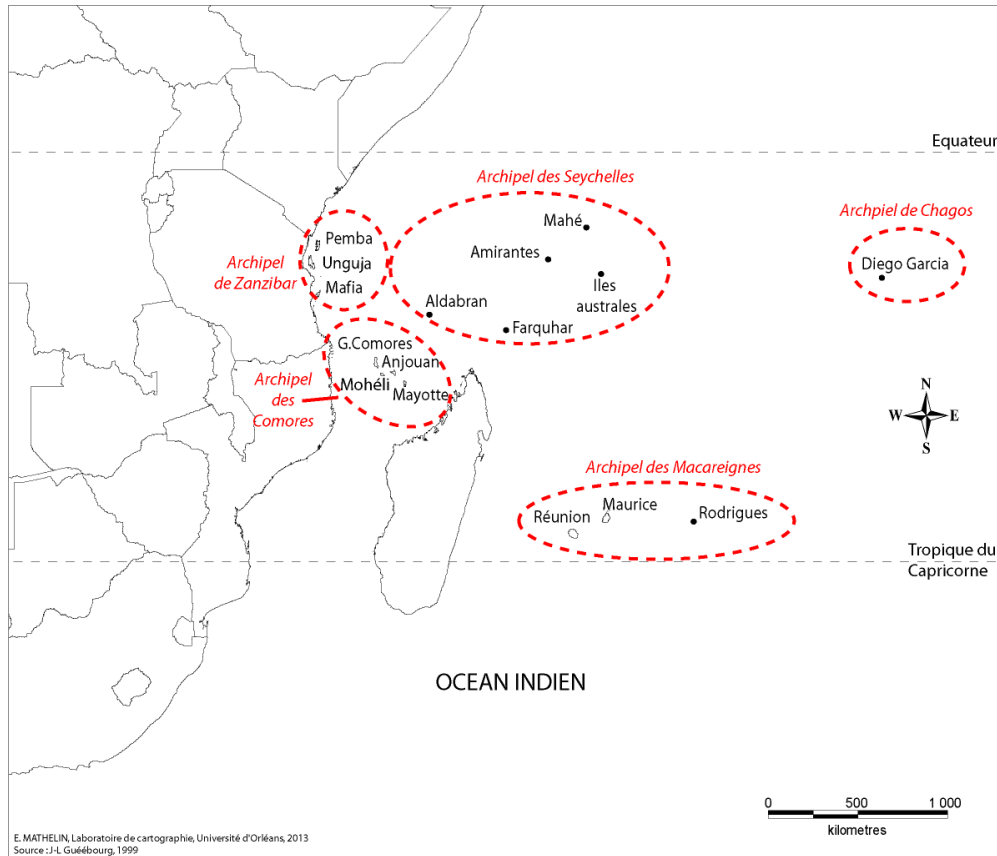 Equateur
Archipel des Seychelles
Mahé
Amirantes
Iles
australes
Aldabran
Farquhar
Archpiel de Chagos
Diego Garcia
Pemba
Unguja
Mafia
Archipel
de Zanzibar
G.Comores
Anjouan
Mohéli
Mayotte
Archipel
des
Comores
N
W
E
S
Archipel des Macareignes
Réunion
Maurice
Rodrigues
Tropique du
Capricorne
OCEAN INDIEN
0 500 1 000
kilometres
E. MATHELIN, Laboratoire de cartographie, Université d'Orléans, 2013
Source : J-L Guéébourg, 1999